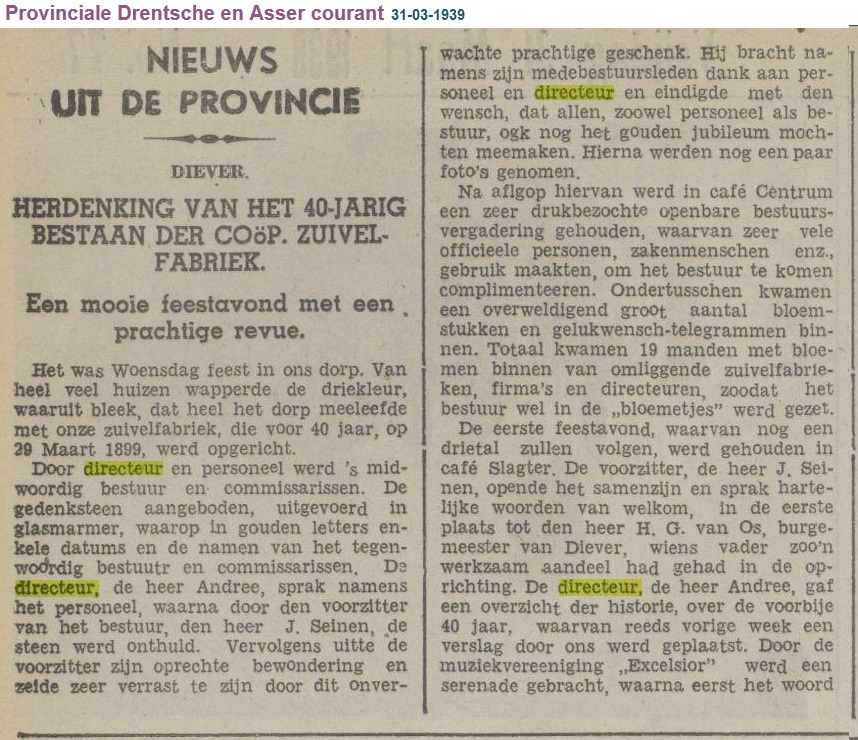 Provinciale Drentsche en Asser courant 31-03-1939
NIEUWS
UIT DE PROVINCIE
DIEVER.
HERDENKING VAN HET 40-JARIG
BESTAAN DER COöP. ZUIVEL-
FABRIEK.
Een mooie feestavond met een
prachtige revue.
Het was Woensdag feest in ons dorp. Van
heel veel huizen wapperde de driekleur,
waaruit bleek, dat heel het dorp meeleefde
met onze zuivelfabriek, die voor 40 jaar, op
29 Maart 1899, werd opgericht.
Door directeur en personeel werd 's mid-
woordig bestuur en commissarissen. De
gedenksteen aangeboden, uitgevoerd in
glasmarmer, waarop in gouden letters en-
kele datums en de namen van het tegen-
woordig bestuutr en commissarissen. De
directeur, de heer Andree, sprak namens
het personeel, waarna door den voorzitter
van het bestuur, den heer J. Seinen, de
steen werd onthuld. Vervolgens uitte de
voorzitter zijn oprechte bewondering en
zeide zeer verrast te zijn door dit onver-
wachte prachtige geschenk. Hij bracht na-
mens zijn medebestuursleden dank aan per-
soneel en directeur en eindigde met den
wensch, dat allen, zoowel personeel als be-
stuur, ogk nog het gouden jubileum moch-
ten meemaken. Hierna werden nog een paar
foto's genomen.
Na aflgop hiervan werd in café Centrum
een zeer drukbezochte openbare bestuurs-
vergadering gehouden, waarvan zeer vele
officieele personen, zakenmenschen enz.,
gebruik maakten, om het bestuur te komen
complimenteeren. Ondertusschen kwamen
een overweldigend groot aantal bloem-
stukken en gelukwensch-telegrammen bin-
nen. Totaal kwamen 19 manden met bloe-
men binnen van omliggende zuivelfabrie-
ken, firma's en directeuren, zoodat het
bestuur wel in de „bloemetjes” werd gezet.
De eerste feestavond, waarvan nog een
drietal zullen volgen, werd gehouden in
café Slagter. De voorzitter, de heer J. Sei-
nen, opende het samenzijn en sprak harte-
lijke woorden van welkom, in de eerste
plaats tot den heer H. G. van Os, burge-
meester van Diever, wiens vader zoo'n
werkzaam aandeel had gehad in de op-
richting. De directeur, de heer Andree, gaf
een overzicht der historie, over de voorbije
40 jaar, waarvan reeds vorige week een
verslag door ons werd geplaatst. Door de
muziekvereeniging „Excelsior” werd een
serenade gebracht, waarna eerst het woord